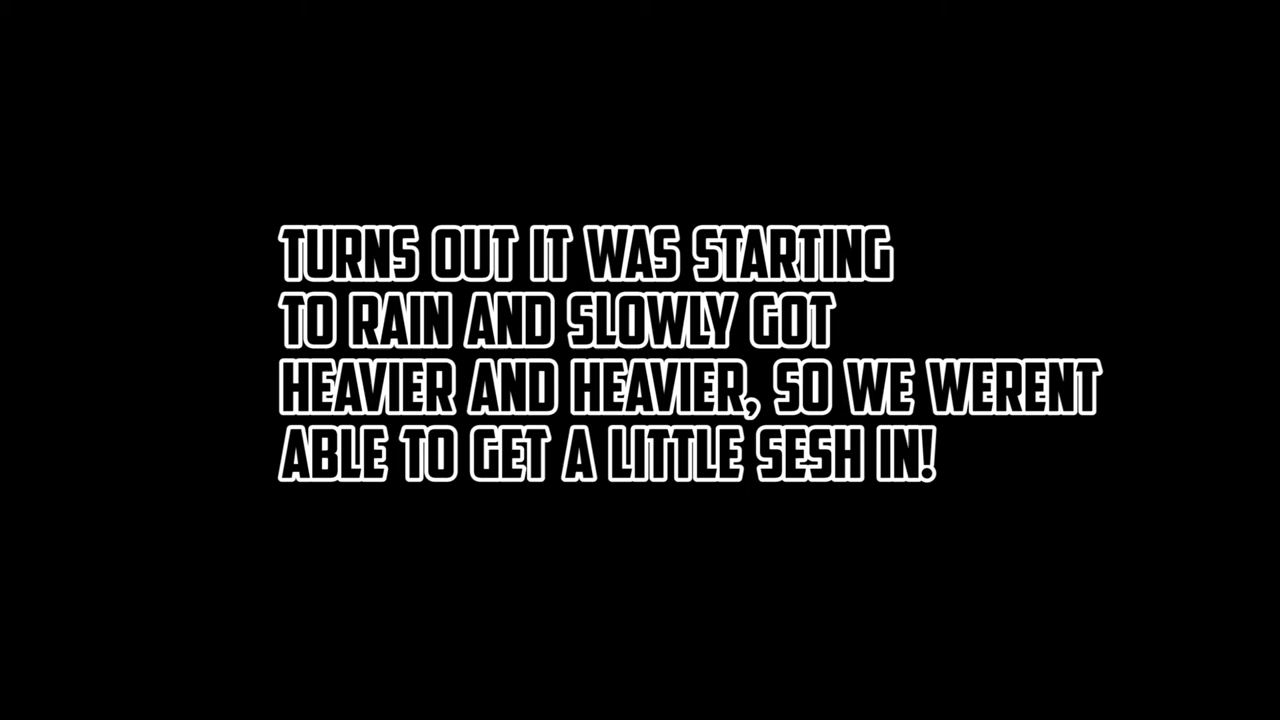 TURNS OUT IT WAS STARTING
TO RAIN AND SLOWLY GOT
HEAVIER AND HEAVIER, SO WE WERENT
ABLE TO GET A LITTLE SESH IN!